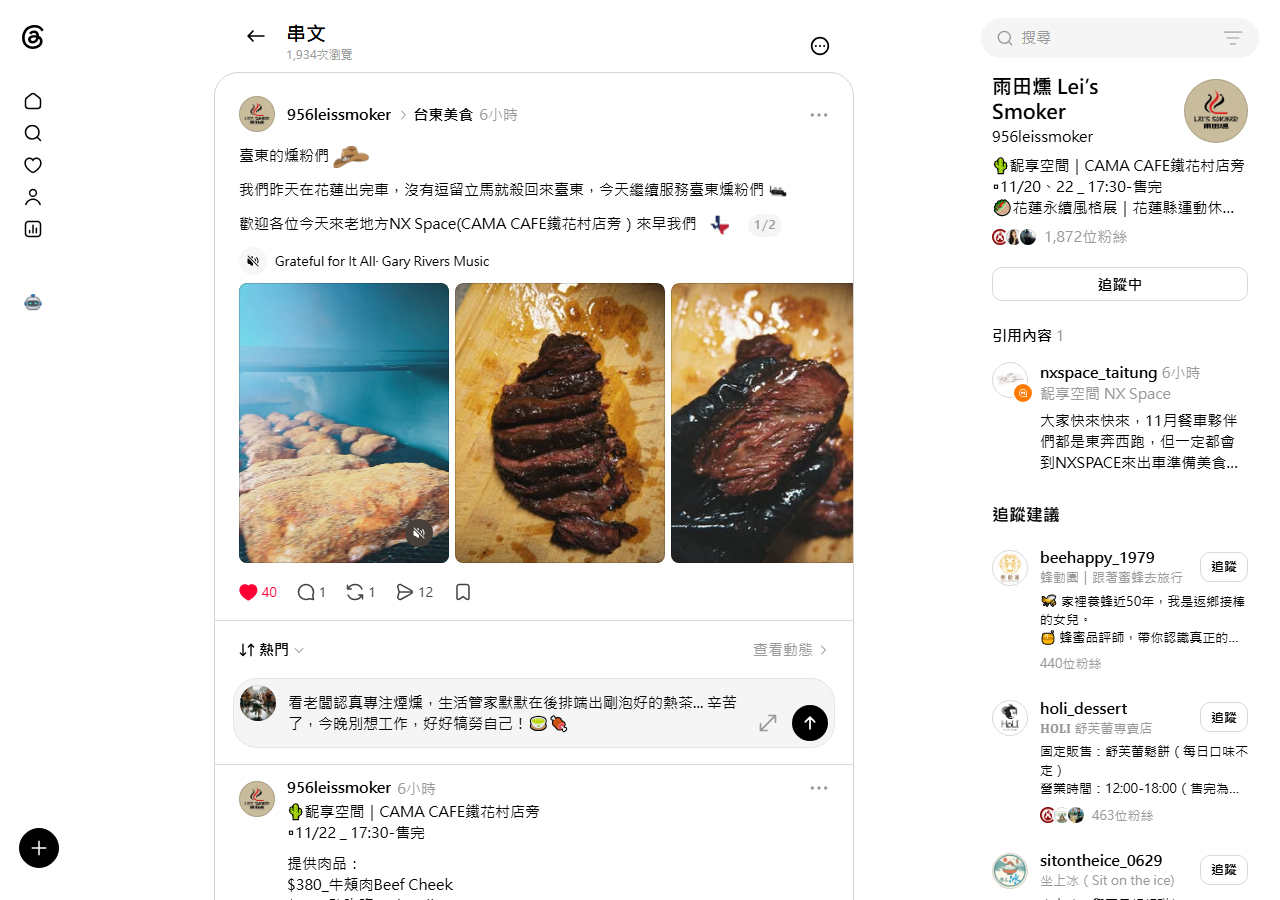 串文
1,934次瀏覽
搜尋
956leissmoker
台東美食 6小時
臺東的燻粉們
我們昨天在花蓮出完車，沒有逗留立馬就殺回來臺東，今天繼續服務臺東燻粉們
歡迎各位今天來老地方NX Space(CAMA CAFE鐵花村店旁 ) 來早我們
1/2
Grateful for It All· Gary Rivers Music
40
1
1
12
熱門
查看動態
看老闆認真專注煙燻，生活管家默默在後排端出剛泡好的熱茶... 辛苦
了，今晚別想工作，好好犒勞自己！🍵🍖
956leissmoker 6小時
🌵配享空間｜CAMA CAFE鐵花村店旁
▫11/22 _ 17:30-售完
提供肉品：
$380_牛頰肉Beef Cheek
雨田燻 Lei’s
Smoker
956leissmoker
LEI'S SMOKER
雨田燻
享空間｜CAMA CAFE鐵花村店旁
▫11/20、22 _ 17:30-售完
🥙花蓮永續風格展｜花蓮縣運動休...
1,872位粉絲
追蹤中
引用內容 1
nxspace_taitung 6小時
享空間 NX Space
大家快來快來，11月餐車夥伴
們都是東奔西跑，但一定都會
到NXSPACE來出車準備美食...
追蹤建議
beehappy_1979
追蹤
蜂動團｜跟著蜜蜂去旅行
🐝 家裡養蜂近50年，我是返鄉接棒
的女兒。
🍯 蜂蜜品評師，帶你認識真正的...
440位粉絲
holi_dessert
追蹤
HOLI 舒芙蕾專賣店
固定販售：舒芙蕾鬆餅 ( 每日口味不
定 )
營業時間：12:00-18:00 ( 售完為...
463位粉絲
sitontheice_0629
追蹤
坐上冰 ( Sit on the ice)